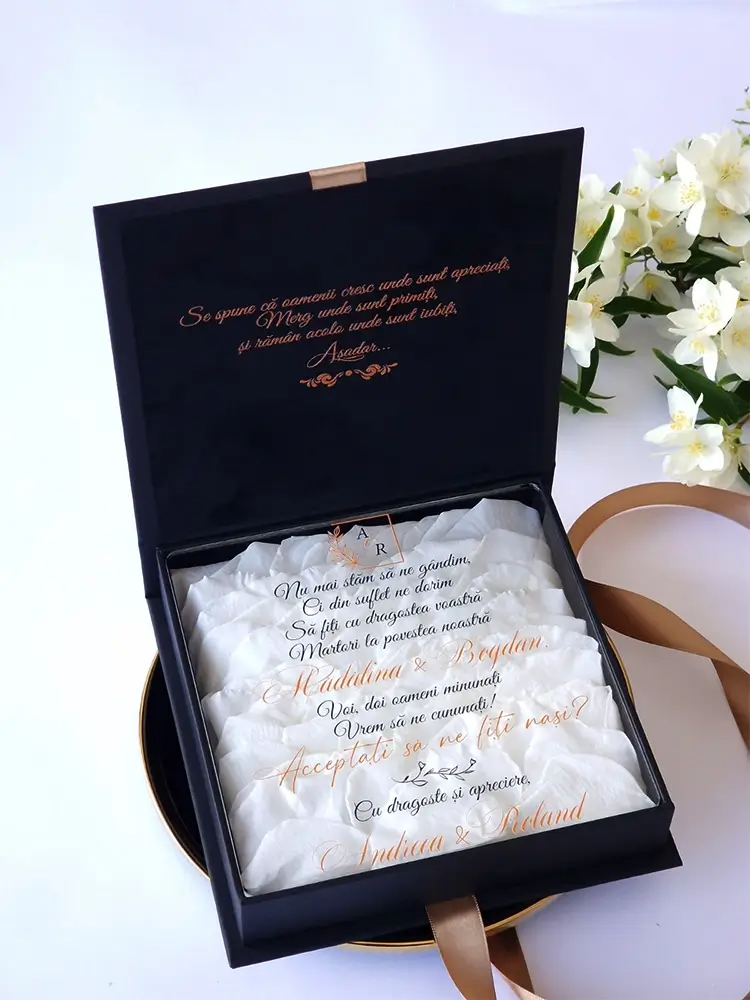 Se spune că oamenii cresc unde sunt apreciați,
Merg unde sunt primiți,
și rămân acolo unde sunt iubiți,
Așadar...
A
R
Nu mai stăm să ne gândim,
Ci din suflet ne dorim
Să fiți cu dragostea voastră
Martori la povestea noastră
Mădălina & Bogdan.
Voi, doi oameni minunați
Vrem să ne cununați!
Acceptați să ne fiți nași?
Cu dragoste și apreciere,
Andreea & Roland